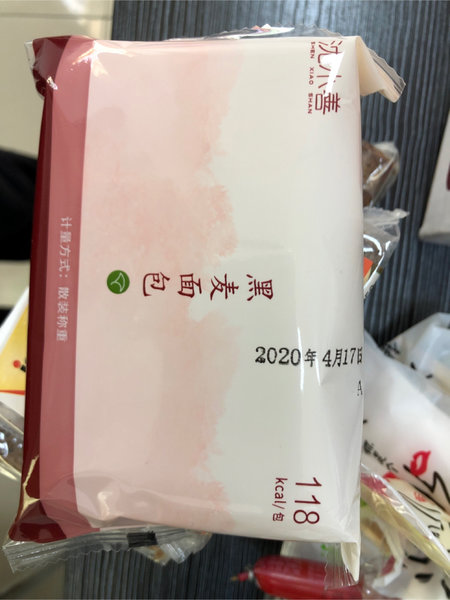 沈小善
SHEN XIAO SHAN
黑麦面包
计量方式：散装称重
2020年4月17日
A
118
kcal/包